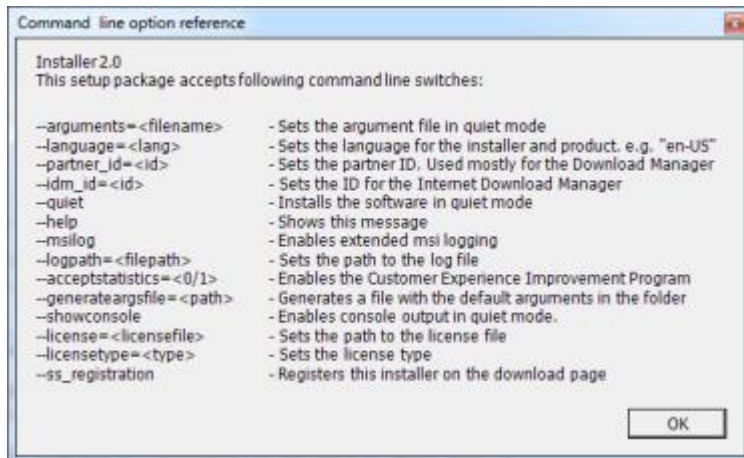 Command line option reference
Installer2.0
This setup package accepts following command line switches:
--arguments=<filename> - Sets the argument file in quiet mode
--language=<lang> - Sets the language for the installer and product. e.g. "en-US"
--partner_id=<id> - Sets the partner ID. Used mostly for the Download Manager
--idm_id=<id> - Sets the ID for the Internet Download Manager
--quiet - Installs the software in quiet mode
--help - Shows this message
--msilog - Enables extended msi logging
--logpath=<filepath> - Sets the path to the log file
--acceptstatistics=<0/1> - Enables the Customer Experience Improvement Program
--generateargsfile=<path> - Generates a file with the default arguments in the folder
--showconsole - Enables console output in quiet mode.
--license=<licensefile> - Sets the path to the license file
--licensetype=<type> - Sets the license type
--ss_registration - Registers this installer on the download page
OK